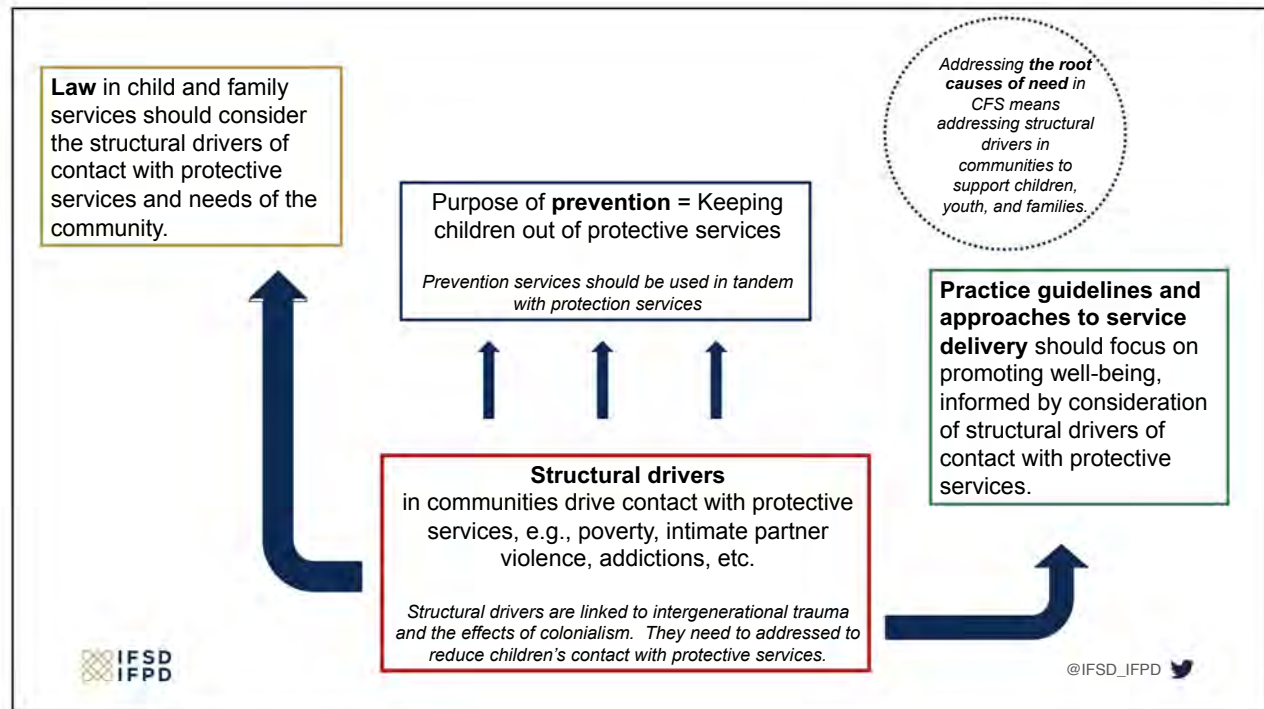 Law in child and family
services should consider
the structural drivers of
contact with protective
services and needs of the
community.
Purpose of prevention = Keeping
children out of protective services
Prevention services should be used in tandem
with protection services
Addressing the root
causes of need in
CFS means
addressing structural
drivers in
communities to
support children,
youth, and families.
Practice guidelines and
approaches to service
delivery should focus on
promoting well-being,
informed by consideration
of structural drivers of
contact with protective
services.
Structural drivers
in communities drive contact with protective
services, e.g., poverty, intimate partner
violence, addictions, etc.
Structural drivers are linked to intergenerational trauma
and the effects of colonialism.  They need to addressed to
reduce children’s contact with protective services.
IFSD
IFPD
@IFSD_IFPD